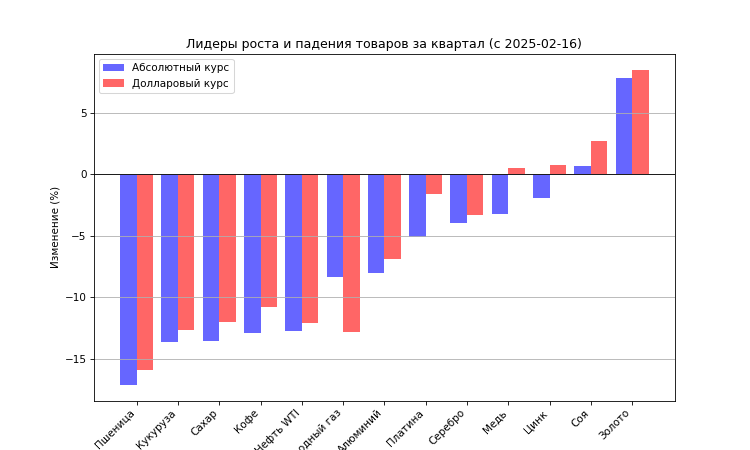 Лидеры роста и падения товаров за квартал (с 2025-02-16)
Абсолютный курс
Долларовый курс
Изменение (%)
5
0
−5
−10
−15
Пшеница
Кукуруза
Сахар
Кофе
Нефть WTI
газ
Алюминий
Платина
Серебро
Медь
Цинк
Соя
Золото